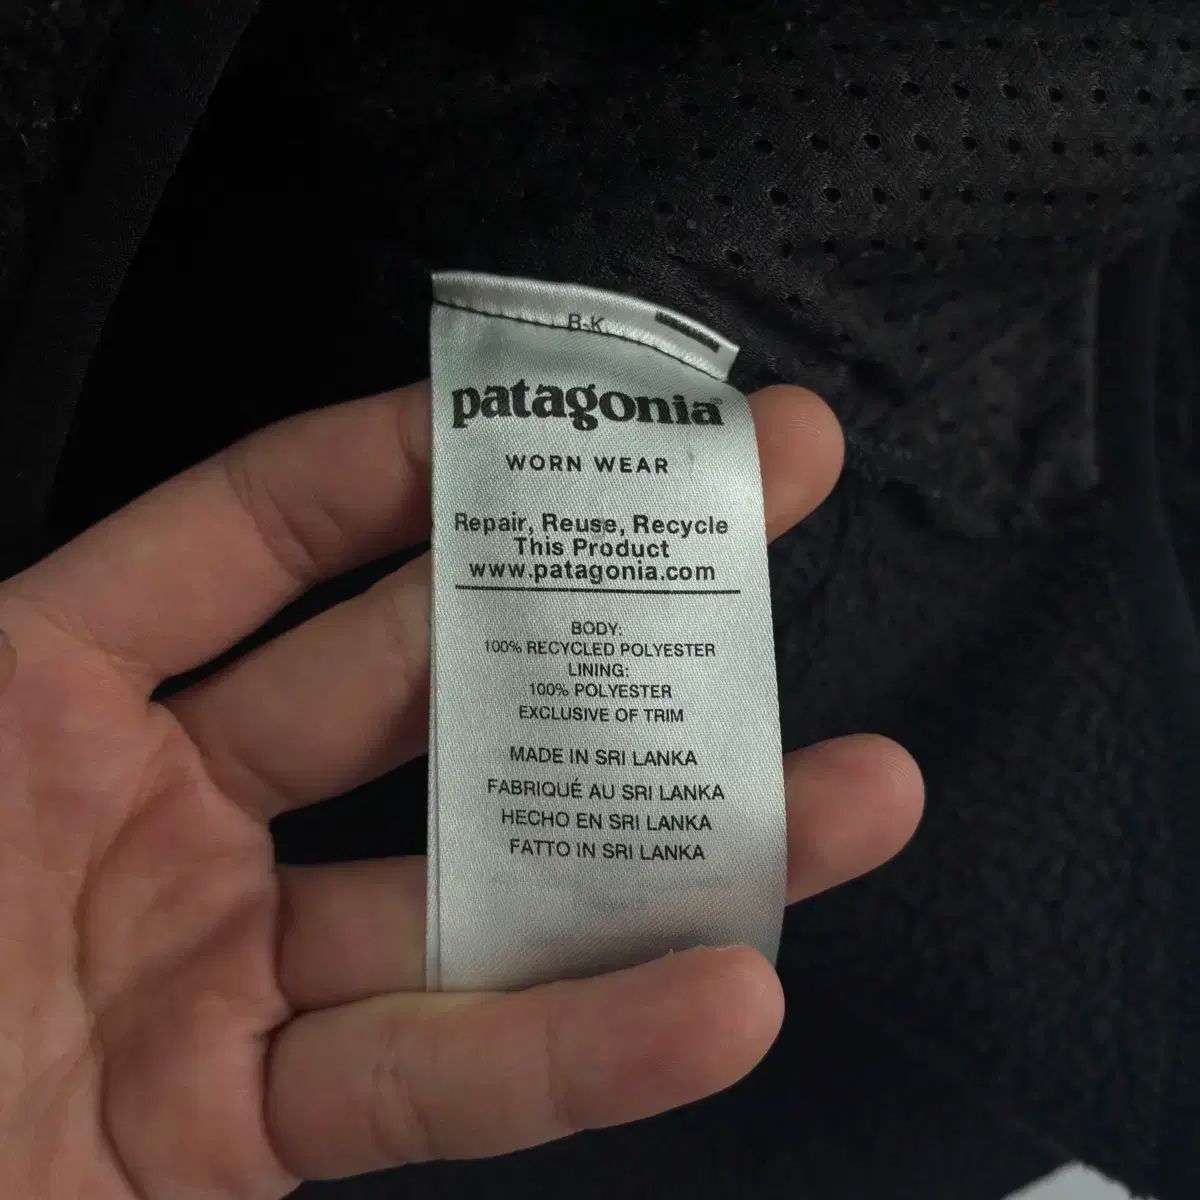 B-K
patagonia®
WORN WEAR
Repair, Reuse, Recycle
This Product
www.patagonia.com
BODY:
100% RECYCLED POLYESTER
LINING:
100% POLYESTER
EXCLUSIVE OF TRIM
MADE IN SRI LANKA
FABRIQUÉ AU SRI LANKA
HECHO EN SRI LANKA
FATTO IN SRI LANKA